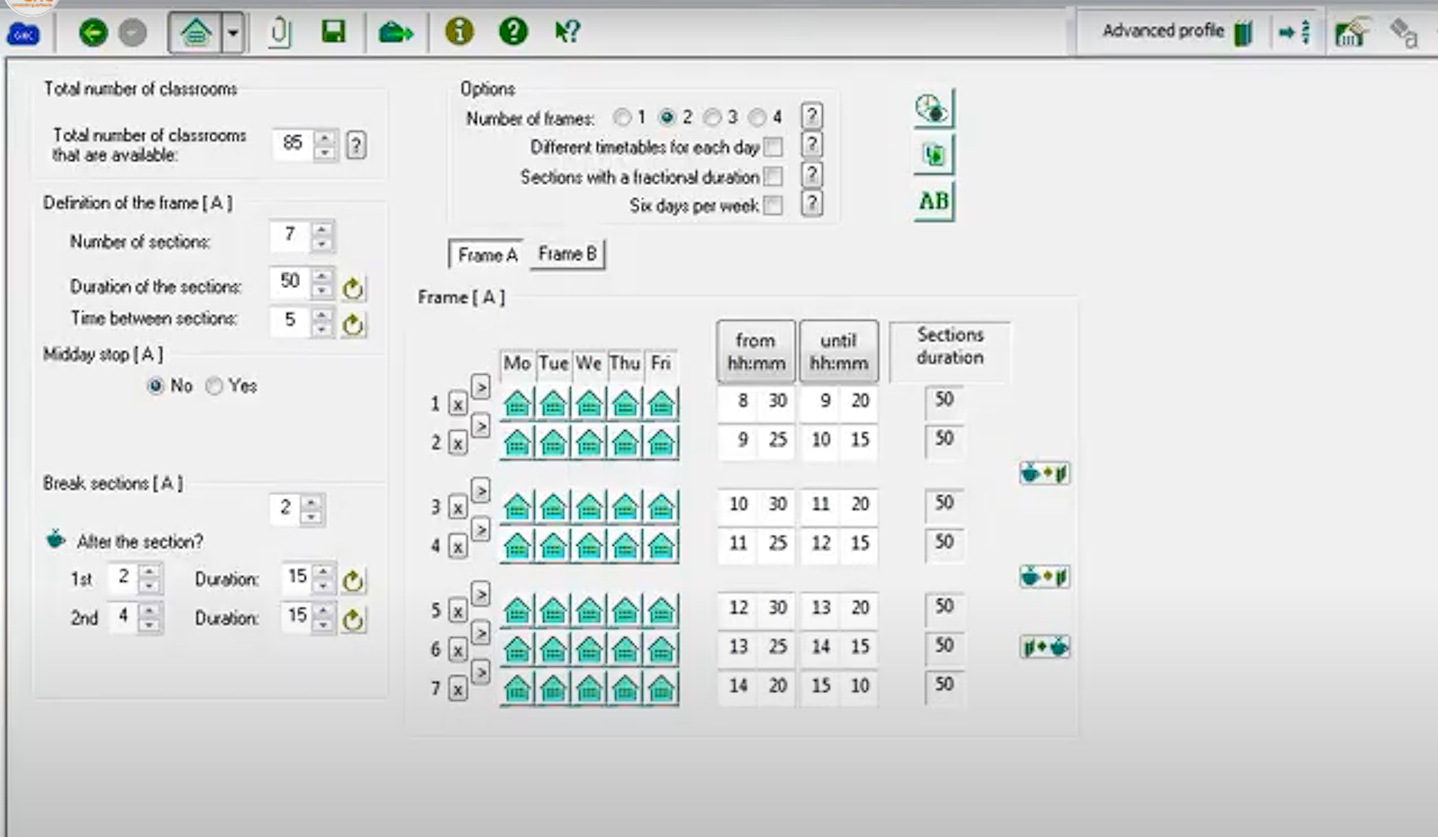 GHC
Advanced profile
Total number of classrooms
Total number of classrooms
that are available:
85
?
Definition of the frame [ A ]
Number of sections:
7
Duration of the sections:
50
Time between sections:
5
Midday stop [ A ]
No
Yes
Break sections [ A ]
2
After the section?
1st
2
Duration:
15
2nd
4
Duration:
15
Options
Number of frames:
1
2
3
4
?
Different timetables for each day
?
Sections with a fractional duration
?
Six days per week
?
AB
Frame A
Frame B
Frame [ A ]
Mo Tue We Thu Fri
from
hh:mm
until
hh:mm
Sections
duration
1 x > 8 30 9 20 50
2 x > 9 25 10 15 50
3 x > 10 30 11 20 50
4 x > 11 25 12 15 50
5 x > 12 30 13 20 50
6 x > 13 25 14 15 50
7 x > 14 20 15 10 50